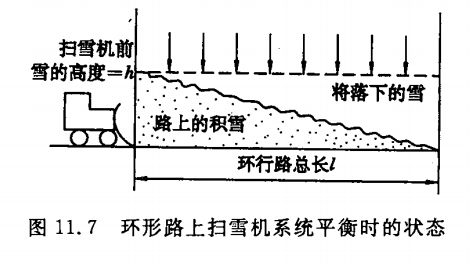 扫雪机前
雪的高度=h
将落下的雪
路上的积雪
环行路总长l
图 11.7 环形路上扫雪机系统平衡时的状态